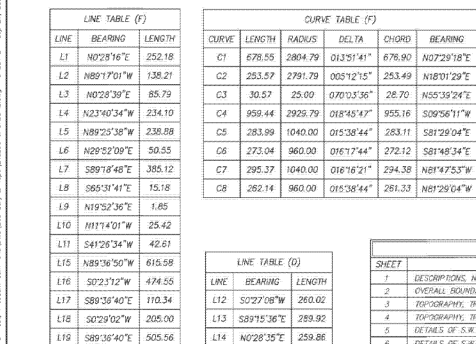 LINE TABLE (F)
LINE BEARING LENGTH
L1 N0°28'16"E 252.18
L2 N89°17'01"W 138.21
L3 N0°28'39"E 85.79
L4 N23°40'34"W 234.10
L5 N89°25'38"W 238.88
L6 N29°52'09"E 50.55
L7 S89°18'48"E 385.12
L8 S65°31'41"E 15.18
L9 N19°52'36"E 1.85
L10 N11°14'01"W 25.42
L11 S41°26'34"W 42.61
L15 N89°36'50"W 615.58
L16 S0°23'12"W 474.55
L17 S89°36'40"E 110.34
L18 S0°29'02"W 205.00
L19 S89°36'40"E 505.56
CURVE TABLE (F)
CURVE LENGTH RADIUS DELTA CHORD BEARING
C1 678.55 2804.79 013°51'41" 676.90 N07°29'18"E
C2 253.57 2791.79 005°12'15" 253.49 N18°01'29"E
C3 30.57 25.00 070°03'36" 28.70 N55°39'24"E
C4 959.44 2929.79 018°45'47" 955.16 S09°56'11"W
C5 283.99 1040.00 015°38'44" 283.11 S81°29'04"E
C6 273.04 960.00 016°17'44" 272.12 S81°48'34"E
C7 295.37 1040.00 016°16'21" 294.38 N81°47'53"W
C8 262.14 960.00 015°38'44" 261.33 N81°29'04"W
LINE TABLE (D)
LINE BEARING LENGTH
L12 S0°27'08"W 260.02
L13 S89°15'36"E 289.92
L14 N0°28'35"E 259.86
SHEET
1 DESCRIPTIONS, N
2 OVERALL BOUND
3 TOPOGRAPHY, TR
4 TOPOGRAPHY, TR
5 DETAILS OF S.W.
6 DETAILS OF S.W.